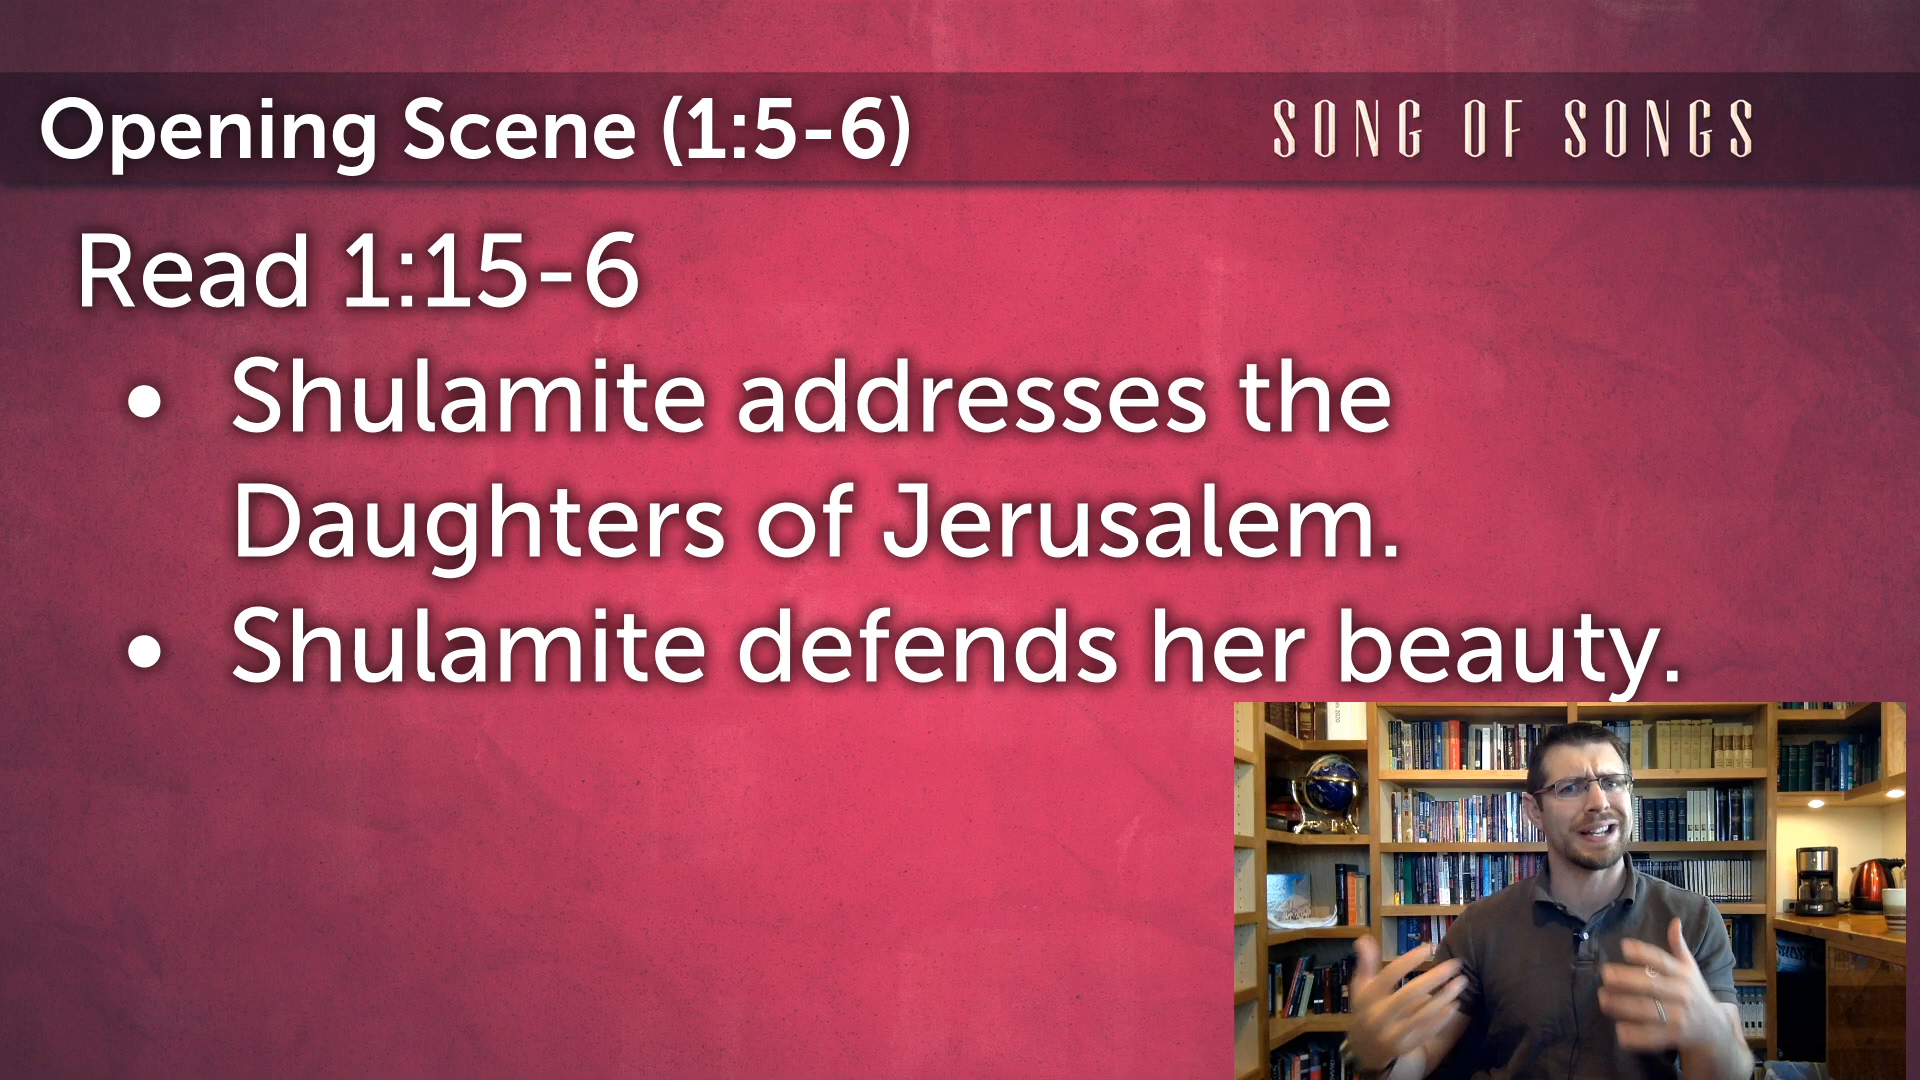 Opening Scene (1:5-6)
SONG OF SONGS
Read 1:15-6
• Shulamite addresses the
Daughters of Jerusalem.
• Shulamite defends her beauty.